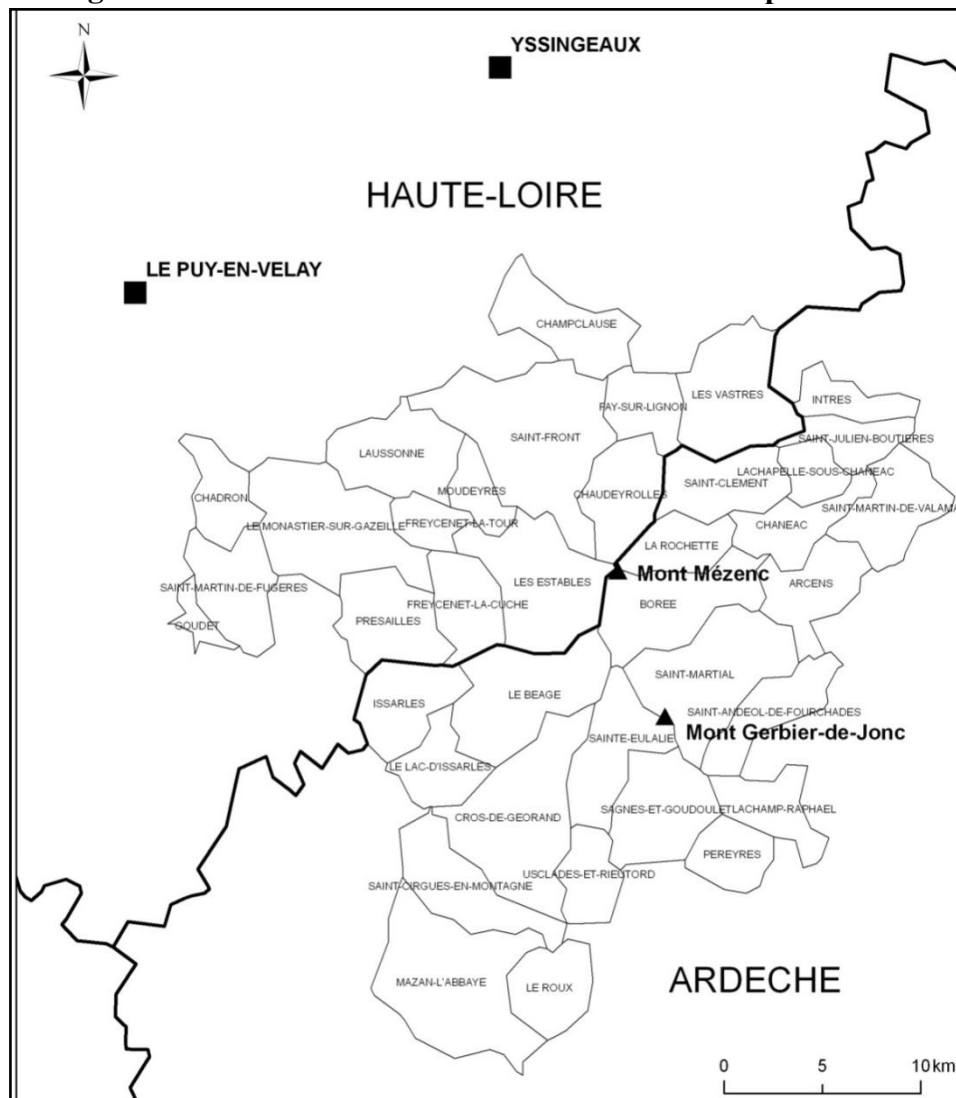 N
YSSINGEAUX
HAUTE-LOIRE
LE PUY-EN-VELAY
CHAMPCLAUSE
LES VASTRES
INTRES
FAY-SUR-LIGNON
SAINT-FRONT
SAINT-JULIEN-BOUTIERES
LAUSSONNE
LACHAPELLE-SOUS-CHANEAC
SAINT-CLEMENT
MOUDEYRES
CHAUDEYROLLES
CHADRON
SAINT-MARTIN-DE-VALAMA
LE MONASTIER-SUR-GAZEILLE
FREYCENET-LA-TOUR
CHANEAC
LA ROCHETTE
Mont Mézenc
LES ESTABLES
ARCENS
SAINT-MARTIN-DE-FUGERES
FREYCENET-LA-CUCHE
BOREE
GOUDET
PRESAILLES
SAINT-MARTIAL
LE BEAGE
ISSARLES
SAINT-ANDEOL-DE-FOURCHADES
Mont Gerbier-de-Jonc
SAINTE-EULALIE
LE LAC-D'ISSARLES
SAGNES-ET-GOUDOULET
LACHAMP-RAPHAEL
CROS-DE-GEORAND
PEREYRES
USCLADES-ET-RIEUTORD
SAINT-CIRGUES-EN-MONTAGNE
ARDECHE
MAZAN-L'ABBAYE
LE ROUX
0 5 10 km